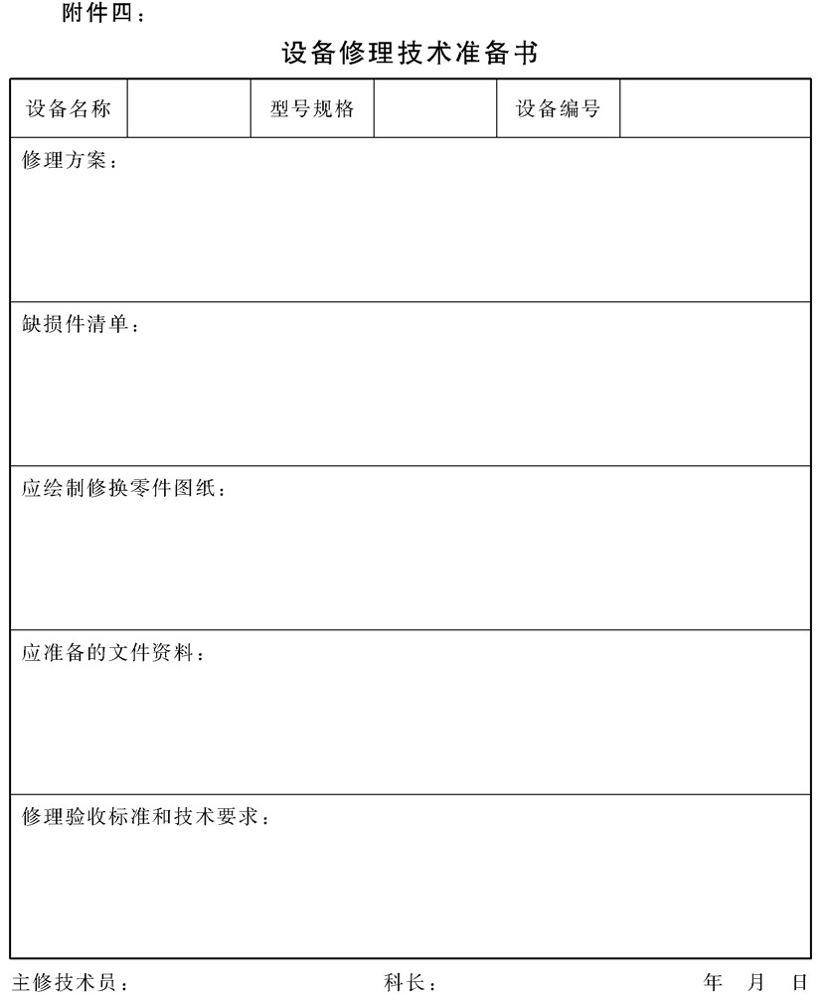 附件四：
设备修理技术准备书
设备名称 型号规格 设备编号
修理方案：
缺损件清单：
应绘制修换零件图纸：
应准备的文件资料：
修理验收标准和技术要求：
主修技术员： 科长： 年 月 日